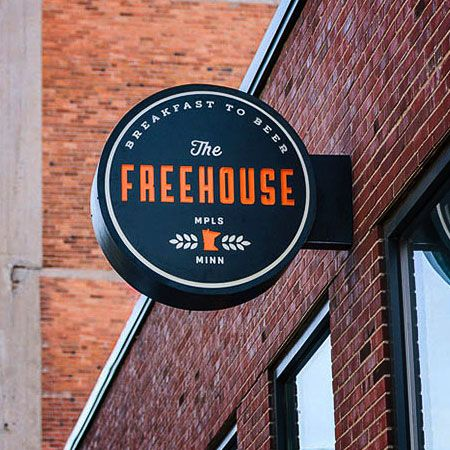 BREAKFAST TO BEER
The
FREEHOUSE
MPLS
MINN